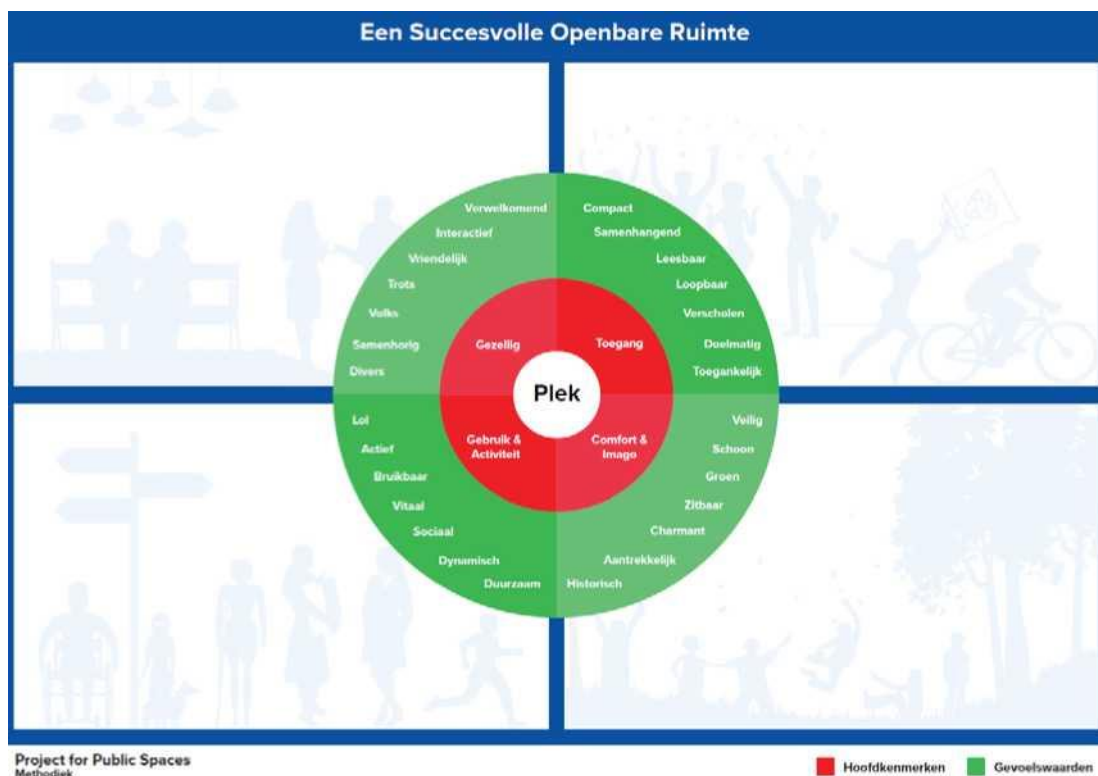 Een Succesvolle Openbare Ruimte
Verwelkomend
Interactief
Vriendelijk
Trots
Volks
Samenhorig
Divers
Gezellig
Compact
Samenhangend
Leesbaar
Loopbaar
Verscholen
Doelmatig
Toegankelijk
Toegang
Plek
Lol
Actief
Bruikbaar
Vitaal
Sociaal
Dynamisch
Duurzaam
Gebruik &
Activiteit
Comfort &
Imago
Veilig
Schoon
Groen
Zitbaar
Charmant
Aantrekkelijk
Historisch
Project for Public Spaces
Methodiek
Hoofdkenmerken
Gevoelswaarden